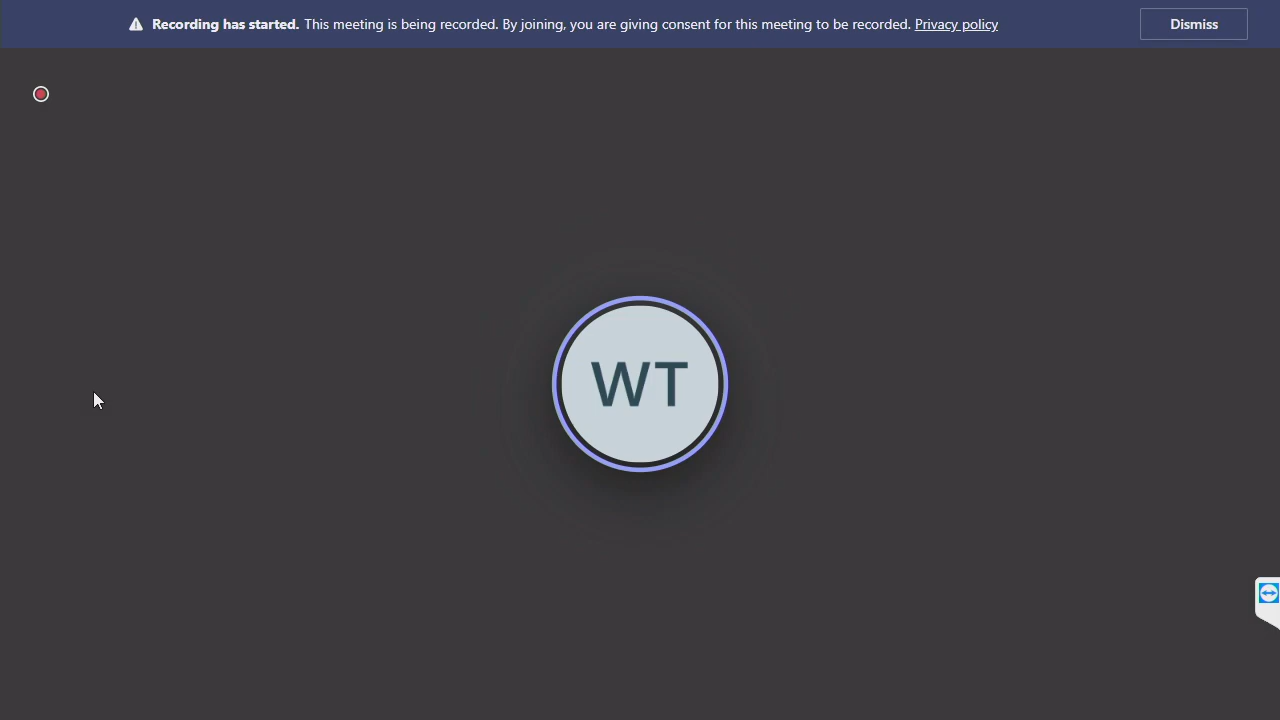 Recording has started. This meeting is being recorded. By joining, you are giving consent for this meeting to be recorded. Privacy policy
Dismiss
WT